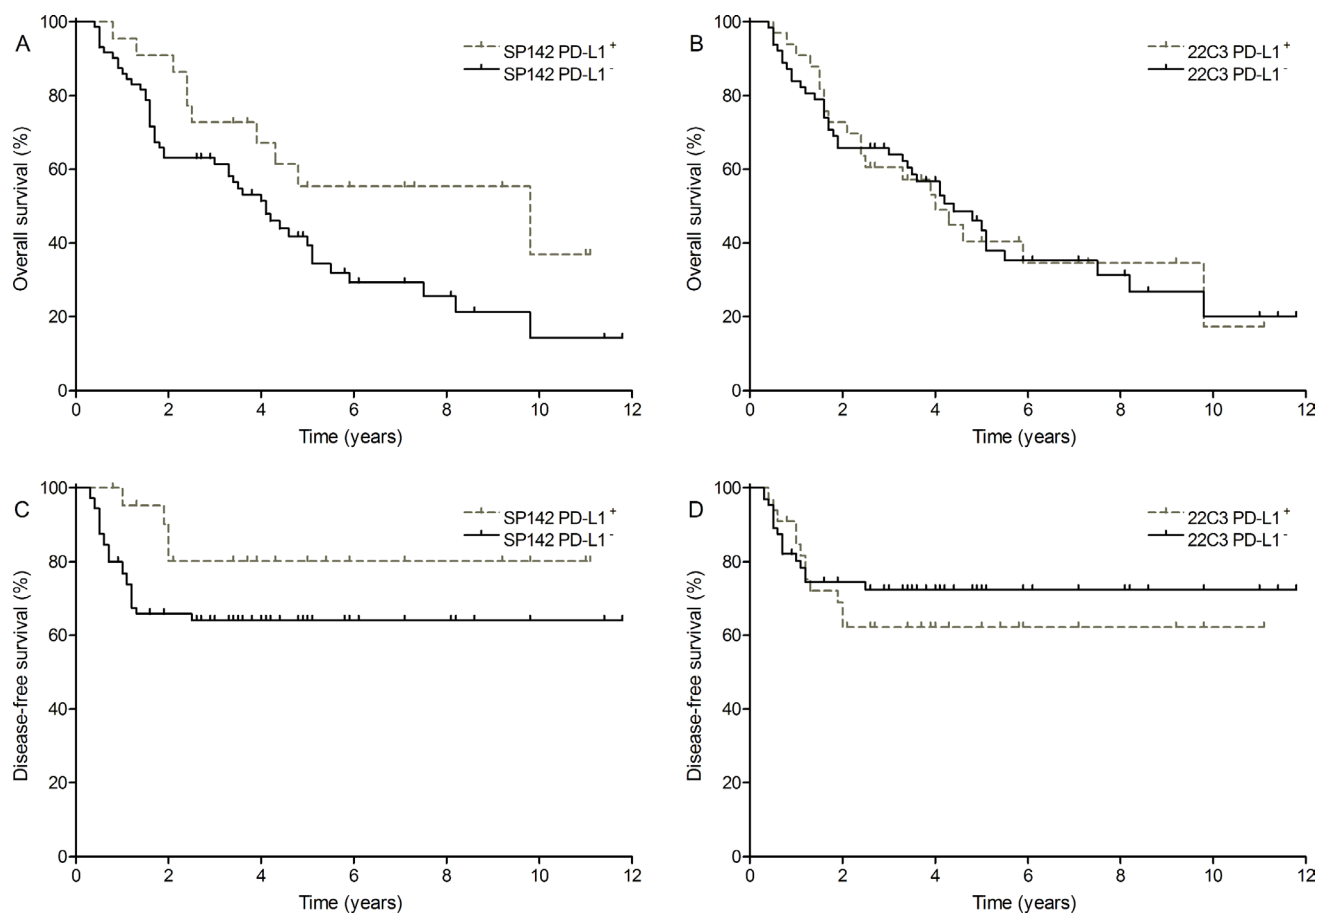 A
SP142 PD-L1+
SP142 PD-L1-
Overall survival (%)
100
80
60
40
20
0
0 2 4 6 8 10 12
Time (years)
B
22C3 PD-L1+
22C3 PD-L1-
Overall survival (%)
100
80
60
40
20
0
0 2 4 6 8 10 12
Time (years)
C
SP142 PD-L1+
SP142 PD-L1-
Disease-free survival (%)
100
80
60
40
20
0
0 2 4 6 8 10 12
Time (years)
D
22C3 PD-L1+
22C3 PD-L1-
Disease-free survival (%)
100
80
60
40
20
0
0 2 4 6 8 10 12
Time (years)